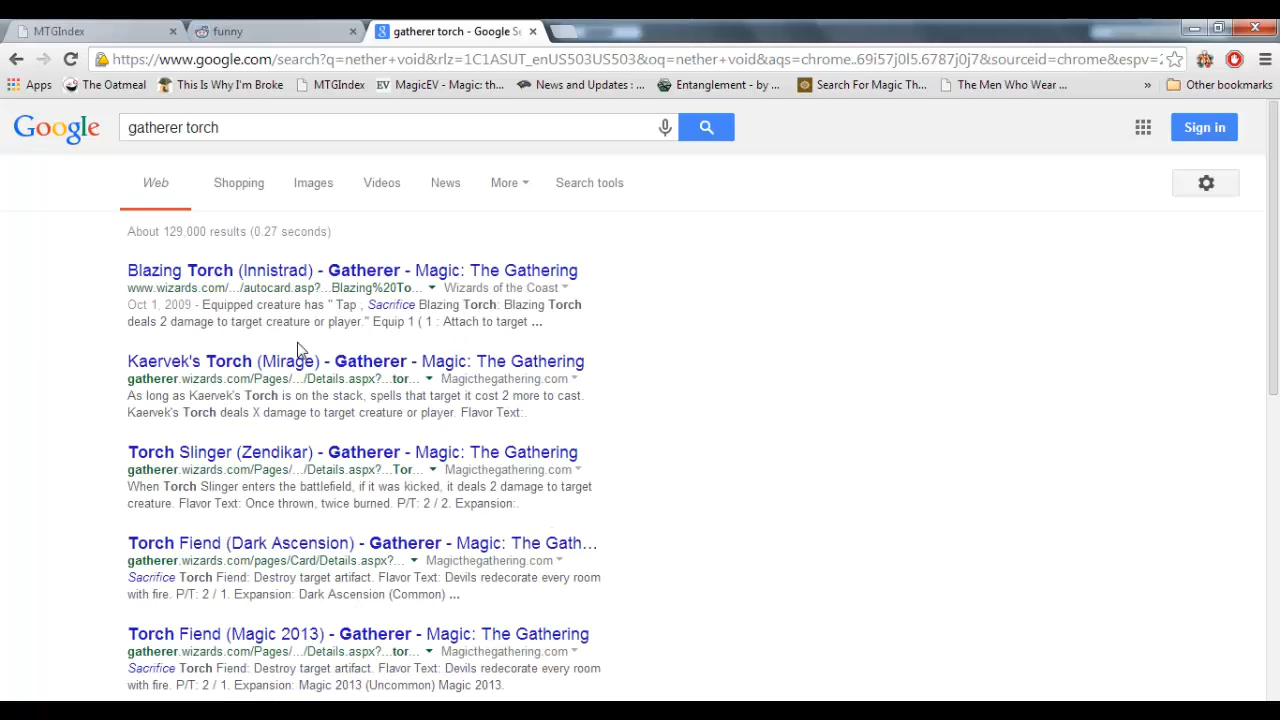 MTGIndex
funny
gatherer torch - Google Se
https://www.google.com/search?q=nether+void&rlz=1C1ASUT_enUS503US503&oq=nether+void&aqs=chrome..69i57j0l5.6787j0j7&sourceid=chrome&espv=2
Apps The Oatmeal This Is Why I'm Broke MTGIndex EV MagicEV - Magic: th... News and Updates : ... Entanglement - by ... Search For Magic Th... The Men Who Wear ... » Other bookmarks
Google
gatherer torch
Sign in
Web Shopping Images Videos News More Search tools
About 129,000 results (0.27 seconds)
Blazing Torch (Innistrad) - Gatherer - Magic: The Gathering
www.wizards.com/.../autocard.asp?...Blazing%20To... Wizards of the Coast
Oct 1, 2009 - Equipped creature has " Tap , Sacrifice Blazing Torch: Blazing Torch
deals 2 damage to target creature or player." Equip 1 ( 1 : Attach to target ...
Kaervek's Torch (Mirage) - Gatherer - Magic: The Gathering
gatherer.wizards.com/Pages/.../Details.aspx?...tor... Magicthegathering.com
As long as Kaervek's Torch is on the stack, spells that target it cost 2 more to cast.
Kaervek's Torch deals X damage to target creature or player. Flavor Text:.
Torch Slinger (Zendikar) - Gatherer - Magic: The Gathering
gatherer.wizards.com/Pages/.../Details.aspx?...Tor... Magicthegathering.com
When Torch Slinger enters the battlefield, if it was kicked, it deals 2 damage to target
creature. Flavor Text: Once thrown, twice burned. P/T: 2 / 2. Expansion:.
Torch Fiend (Dark Ascension) - Gatherer - Magic: The Gath...
gatherer.wizards.com/pages/Card/Details.aspx?... Magicthegathering.com
Sacrifice Torch Fiend: Destroy target artifact. Flavor Text: Devils redecorate every room
with fire. P/T: 2 / 1. Expansion: Dark Ascension (Common) ...
Torch Fiend (Magic 2013) - Gatherer - Magic: The Gathering
gatherer.wizards.com/Pages/.../Details.aspx?...tor... Magicthegathering.com
Sacrifice Torch Fiend: Destroy target artifact. Flavor Text: Devils redecorate every room
with fire. P/T: 2 / 1. Expansion: Magic 2013 (Uncommon) Magic 2013.